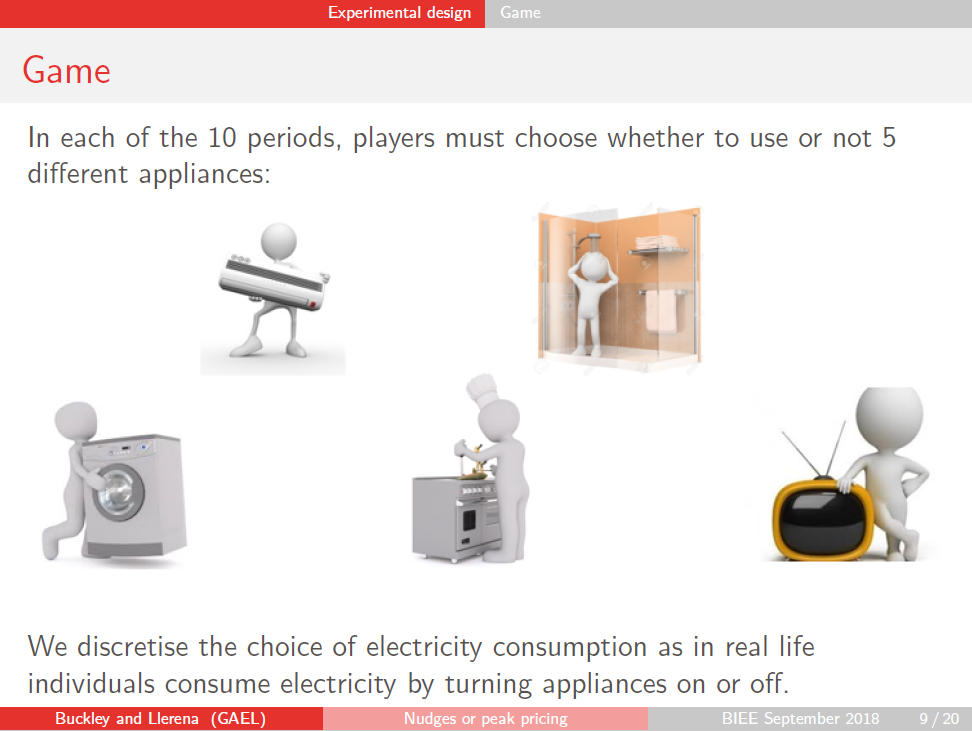 Experimental design Game
Game
In each of the 10 periods, players must choose whether to use or not 5
different appliances:
We discretise the choice of electricity consumption as in real life
individuals consume electricity by turning appliances on or off.
Buckley and Llerena (GAEL) Nudges or peak pricing BIEE September 2018 9 / 20